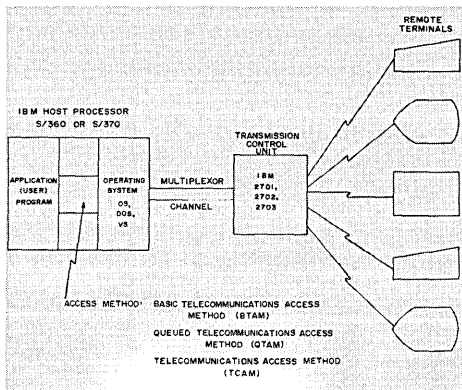 REMOTE
TERMINALS
IBM HOST PROCESSOR
S/360 OR S/370
TRANSMISSION
CONTROL
UNIT
APPLICATION
(USER)
PROGRAM
OPERATING
SYSTEM
OS,
DOS,
VS
MULTIPLEXOR
CHANNEL
IBM
2701,
2702,
2703
ACCESS METHOD*
BASIC TELECOMMUNICATIONS ACCESS
METHOD (BTAM)
QUEUED TELECOMMUNICATIONS ACCESS
METHOD (QTAM)
TELECOMMUNICATIONS ACCESS METHOD
(TCAM)